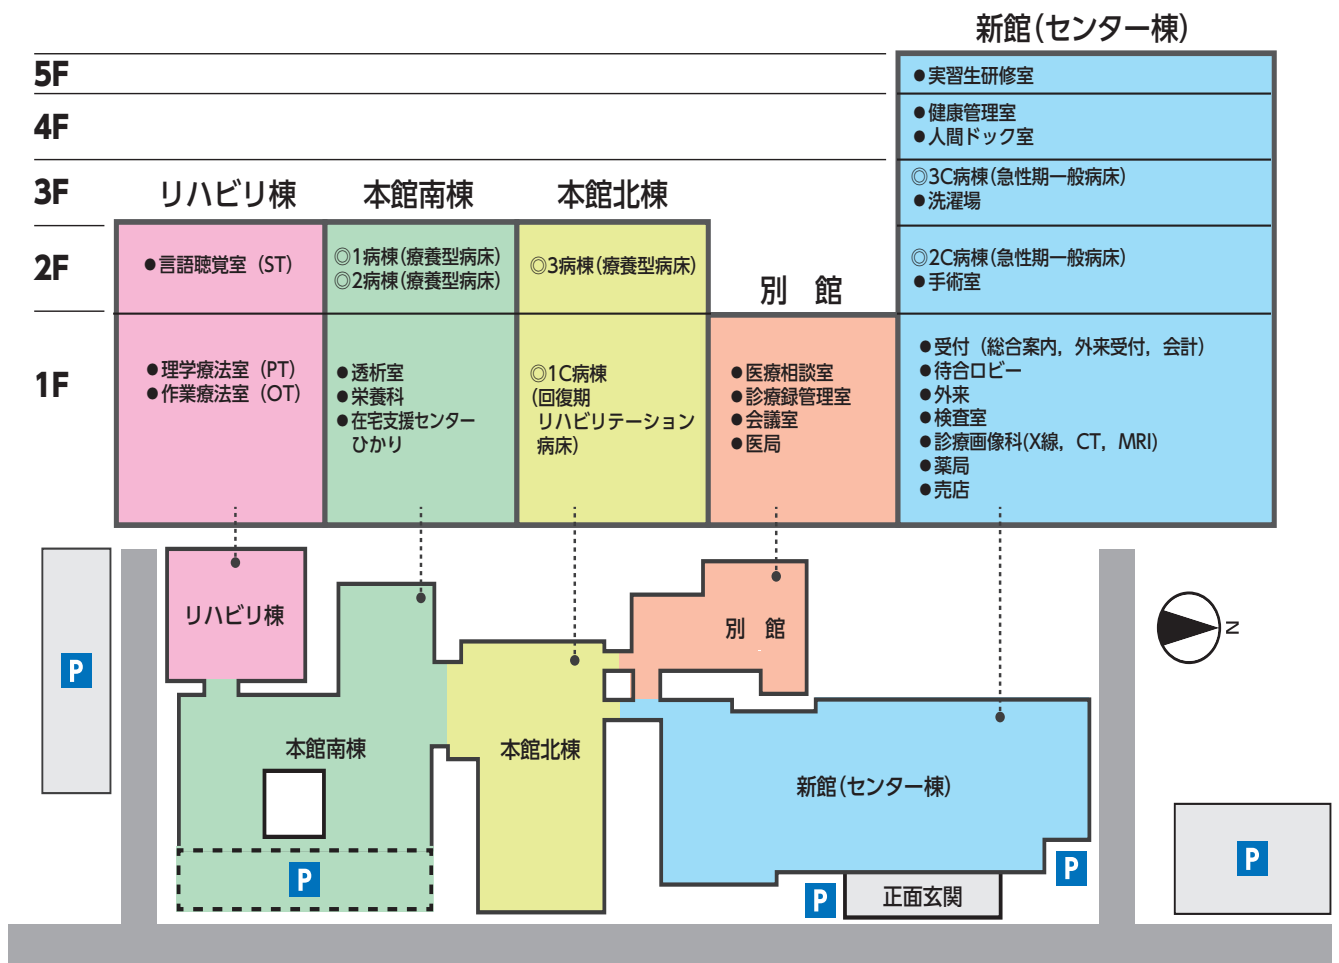 新館(センター棟)
5F
●実習生研修室
4F
●健康管理室
●人間ドック室
3F
リハビリ棟
本館南棟
本館北棟
◎3C病棟(急性期一般病床)
●洗濯場
2F
●言語聴覚室（ST）
◎1病棟(療養型病床)
◎2病棟(療養型病床)
◎3病棟(療養型病床)
別　館
◎2C病棟(急性期一般病床)
●手術室
1F
●理学療法室（PT）
●作業療法室（OT）
●透析室
●栄養科
●在宅支援センター
ひかり
◎1C病棟
(回復期
リハビリテーション
病床)
●医療相談室
●診療録管理室
●会議室
●医局
●受付（総合案内，外来受付，会計）
●待合ロビー
●外来
●検査室
●診療画像科(X線，CT，MRI)
●薬局
●売店
リハビリ棟
別　館
N
P
本館南棟
本館北棟
新館(センター棟)
P
P
P
P
正面玄関